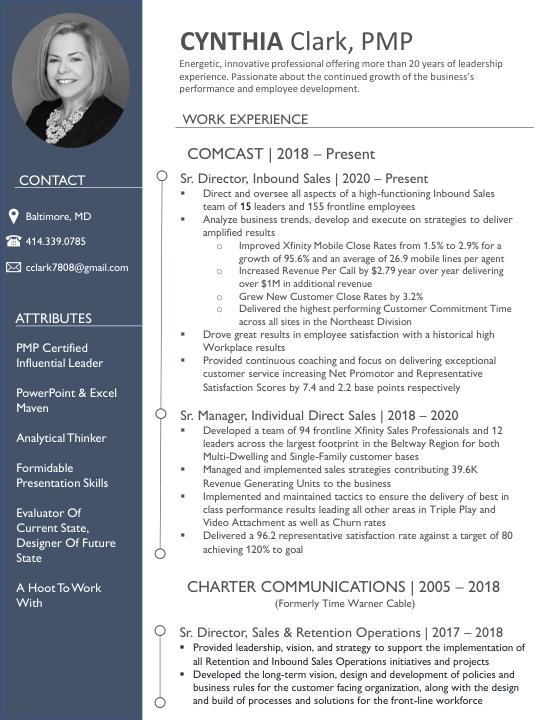 CYNTHIA Clark, PMP
Energetic, innovative professional offering more than 20 years of leadership
experience. Passionate about the continued growth of the business's
performance and employee development.
CONTACT
Baltimore, MD
414.339.0785
cclark7808@gmail.com
ATTRIBUTES
PMP Certified
Influential Leader
PowerPoint & Excel
Maven
Analytical Thinker
Formidable
Presentation Skills
Evaluator Of
Current State,
Designer Of Future
State
A Hoot To Work
With
WORK EXPERIENCE
COMCAST | 2018 – Present
Sr. Director, Inbound Sales | 2020 – Present
▪ Direct and oversee all aspects of a high-functioning Inbound Sales
team of 15 leaders and 155 frontline employees
▪ Analyze business trends, develop and execute on strategies to deliver
amplified results
o Improved Xfinity Mobile Close Rates from 1.5% to 2.9% for a
growth of 95.6% and an average of 26.9 mobile lines per agent
o Increased Revenue Per Call by $2.79 year over year delivering
over $1M in additional revenue
o Grew New Customer Close Rates by 3.2%
o Delivered the highest performing Customer Commitment Time
across all sites in the Northeast Division
▪ Drove great results in employee satisfaction with a historical high
Workplace results
▪ Provided continuous coaching and focus on delivering exceptional
customer service increasing Net Promotor and Representative
Satisfaction Scores by 7.4 and 2.2 base points respectively
Sr. Manager, Individual Direct Sales | 2018 – 2020
▪ Developed a team of 94 frontline Xfinity Sales Professionals and 12
leaders across the largest footprint in the Beltway Region for both
Multi-Dwelling and Single-Family customer bases
▪ Managed and implemented sales strategies contributing 39.6K
Revenue Generating Units to the business
▪ Implemented and maintained tactics to ensure the delivery of best in
class performance results leading all other areas in Triple Play and
Video Attachment as well as Churn rates
▪ Delivered a 96.2 representative satisfaction rate against a target of 80
achieving 120% to goal
CHARTER COMMUNICATIONS | 2005 – 2018
(Formerly Time Warner Cable)
Sr. Director, Sales & Retention Operations | 2017 – 2018
▪ Provided leadership, vision, and strategy to support the implementation of
all Retention and Inbound Sales Operations initiatives and projects
▪ Developed the long-term vision, design and development of policies and
business rules for the customer facing organization, along with the design
and build of processes and solutions for the front-line workforce